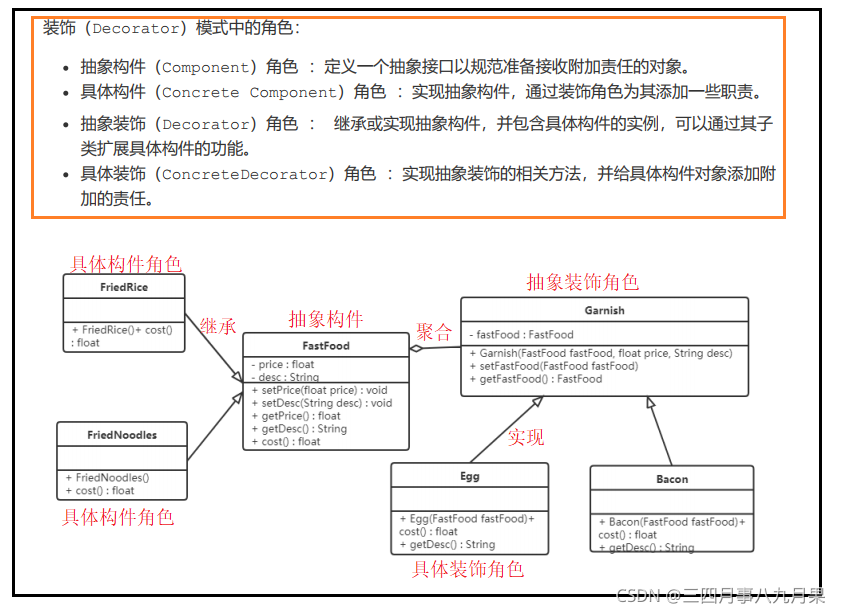 装饰（Decorator）模式中的角色：
• 抽象构件（Component）角色 ：定义一个抽象接口以规范准备接收附加责任的对象。
• 具体构件（Concrete Component）角色 ：实现抽象构件，通过装饰角色为其添加一些职责。
• 抽象装饰（Decorator）角色 ： 继承或实现抽象构件，并包含具体构件的实例，可以通过其子
类扩展具体构件的功能。
• 具体装饰（ConcreteDecorator）角色 ：实现抽象装饰的相关方法，并给具体构件对象添加附
加的责任。
具体构件角色
FriedRice
+ FriedRice()+ cost()
: float
继承
抽象构件
FastFood
- price : float
- desc : String
+ setPrice(float price) : void
+ setDesc(String desc) : void
+ getPrice() : float
+ getDesc() : String
+ cost() : float
聚合
抽象装饰角色
Garnish
- fastFood : FastFood
+ Garnish(FastFood fastFood, float price, String desc)
+ setFastFood(FastFood fastFood)
+ getFastFood() : FastFood
FriedNoodles
+ FriedNoodles()
+ cost() : float
具体构件角色
实现
Egg
+ Egg(FastFood fastFood)+
cost() : float
+ getDesc() : String
具体装饰角色
Bacon
+ Bacon(FastFood fastFood)+
cost() : float
+ getDesc() : String
CSDN @三四月事八九月果